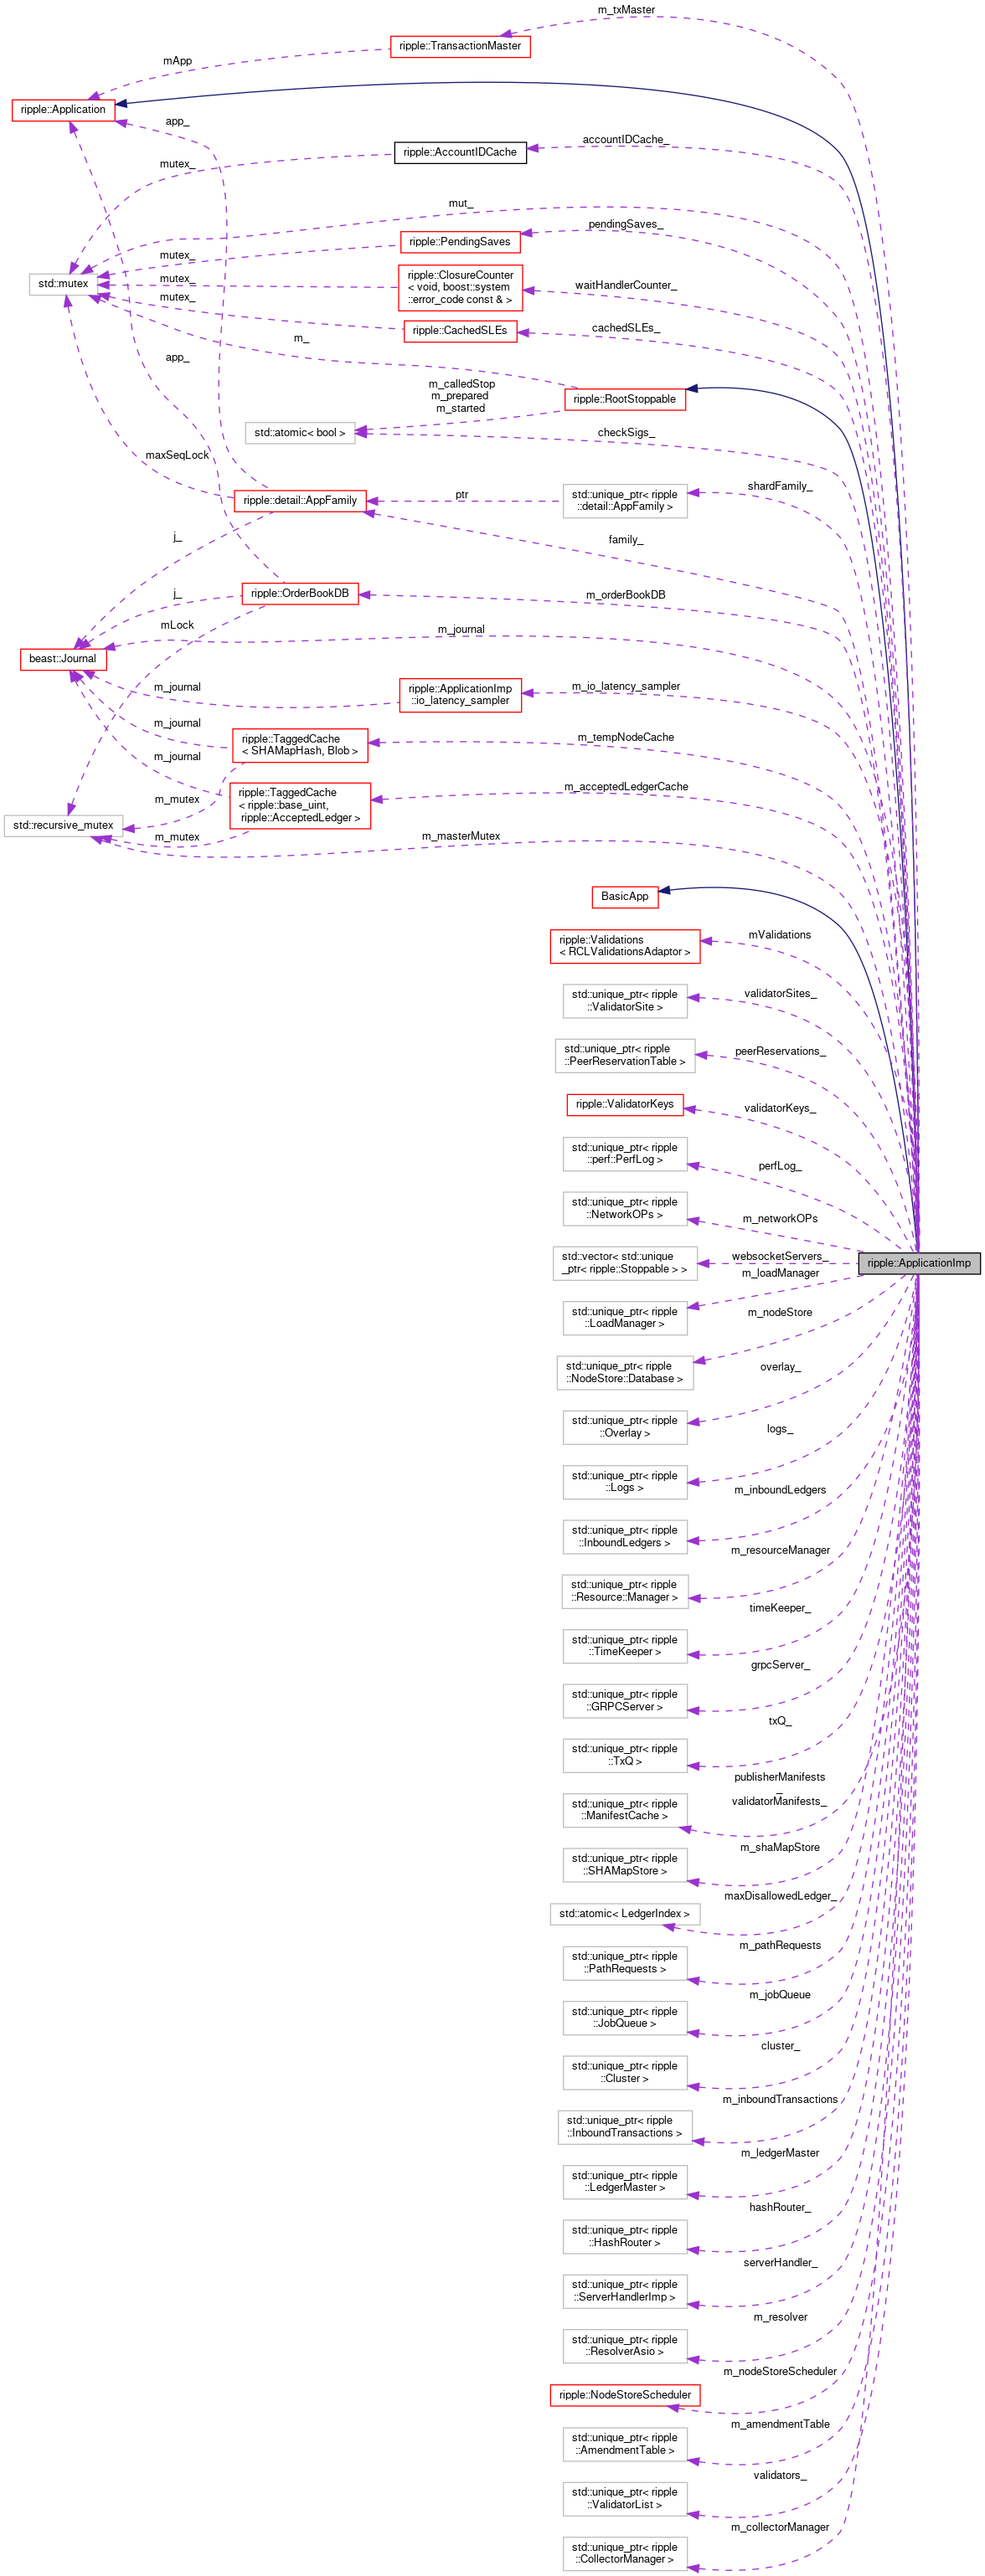 m_txMaster
ripple::TransactionMaster
mApp
ripple::Application
app_
accountIDCache_
ripple::AccountIDCache
mutex_
mut_
pendingSaves_
ripple::PendingSaves
mutex_
std::mutex
mutex_
ripple::ClosureCounter
< void, boost::system
::error_code const & >
waitHandlerCounter_
mutex_
ripple::CachedSLEs
cachedSLEs_
m_
app_
m_calledStop
m_prepared
m_started
ripple::RootStoppable
std::atomic< bool >
checkSigs_
maxSeqLock
ripple::detail::AppFamily
ptr
std::unique_ptr< ripple
::detail::AppFamily >
shardFamily_
j_
family_
ripple::OrderBookDB
m_orderBookDB
j_
mLock
m_journal
beast::Journal
m_journal
ripple::ApplicationImp
::io_latency_sampler
m_io_latency_sampler
m_journal
ripple::TaggedCache
< SHAMapHash, Blob >
m_tempNodeCache
m_journal
ripple::TaggedCache
< ripple::base_uint,
ripple::AcceptedLedger >
m_acceptedLedgerCache
m_mutex
std::recursive_mutex
m_mutex
m_masterMutex
BasicApp
ripple::Validations
< RCLValidationsAdaptor >
mValidations
std::unique_ptr< ripple
::ValidatorSite >
validatorSites_
std::unique_ptr< ripple
::PeerReservationTable >
peerReservations_
ripple::ValidatorKeys
validatorKeys_
std::unique_ptr< ripple
::perf::PerfLog >
perfLog_
std::unique_ptr< ripple
::NetworkOPs >
m_networkOPs
ripple::ApplicationImp
std::vector< std::unique
_ptr< ripple::Stoppable > >
websocketServers_
m_loadManager
std::unique_ptr< ripple
::LoadManager >
m_nodeStore
std::unique_ptr< ripple
::NodeStore::Database >
overlay_
std::unique_ptr< ripple
::Overlay >
logs_
std::unique_ptr< ripple
::Logs >
m_inboundLedgers
std::unique_ptr< ripple
::InboundLedgers >
m_resourceManager
std::unique_ptr< ripple
::Resource::Manager >
timeKeeper_
std::unique_ptr< ripple
::TimeKeeper >
grpcServer_
std::unique_ptr< ripple
::GRPCServer >
txQ_
std::unique_ptr< ripple
::TxQ >
publisherManifests
_
validatorManifests_
std::unique_ptr< ripple
::ManifestCache >
m_shaMapStore
std::unique_ptr< ripple
::SHAMapStore >
maxDisallowedLedger_
std::atomic< LedgerIndex >
m_pathRequests
std::unique_ptr< ripple
::PathRequests >
m_jobQueue
std::unique_ptr< ripple
::JobQueue >
cluster_
std::unique_ptr< ripple
::Cluster >
m_inboundTransactions
std::unique_ptr< ripple
::InboundTransactions >
m_ledgerMaster
std::unique_ptr< ripple
::LedgerMaster >
hashRouter_
std::unique_ptr< ripple
::HashRouter >
serverHandler_
std::unique_ptr< ripple
::ServerHandlerImp >
m_resolver
std::unique_ptr< ripple
::ResolverAsio >
m_nodeStoreScheduler
ripple::NodeStoreScheduler
m_amendmentTable
std::unique_ptr< ripple
::AmendmentTable >
validators_
std::unique_ptr< ripple
::ValidatorList >
m_collectorManager
std::unique_ptr< ripple
::CollectorManager >